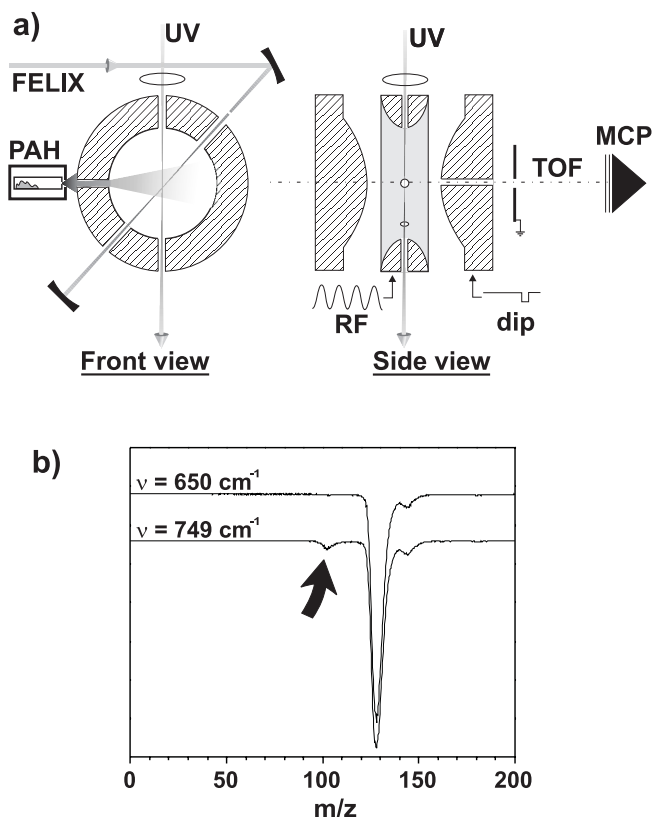 a)
UV
FELIX
PAH
Front view
UV
MCP
TOF
RF
dip
Side view
b)
ν = 650 cm⁻¹
ν = 749 cm⁻¹
0 50 100 150 200
m/z